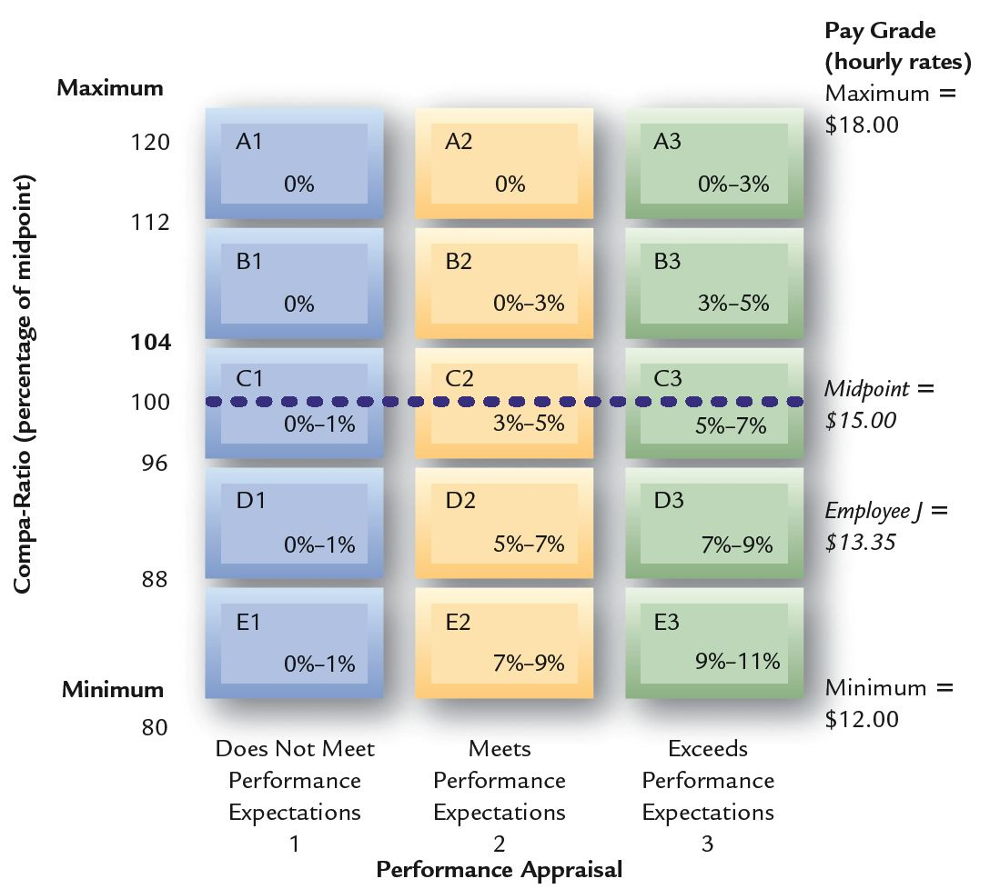 Pay Grade
(hourly rates)
Maximum =
$18.00
Maximum
120
112
104
100
96
88
Minimum
80
Compa-Ratio (percentage of midpoint)
A1
0%
A2
0%
A3
0%–3%
B1
0%
B2
0%–3%
B3
3%–5%
C1
0%–1%
C2
3%–5%
C3
5%–7%
Midpoint =
$15.00
D1
0%–1%
D2
5%–7%
D3
7%–9%
Employee J =
$13.35
E1
0%–1%
E2
7%–9%
E3
9%–11%
Minimum =
$12.00
Does Not Meet
Performance
Expectations
1
Meets
Performance
Expectations
2
Exceeds
Performance
Expectations
3
Performance Appraisal